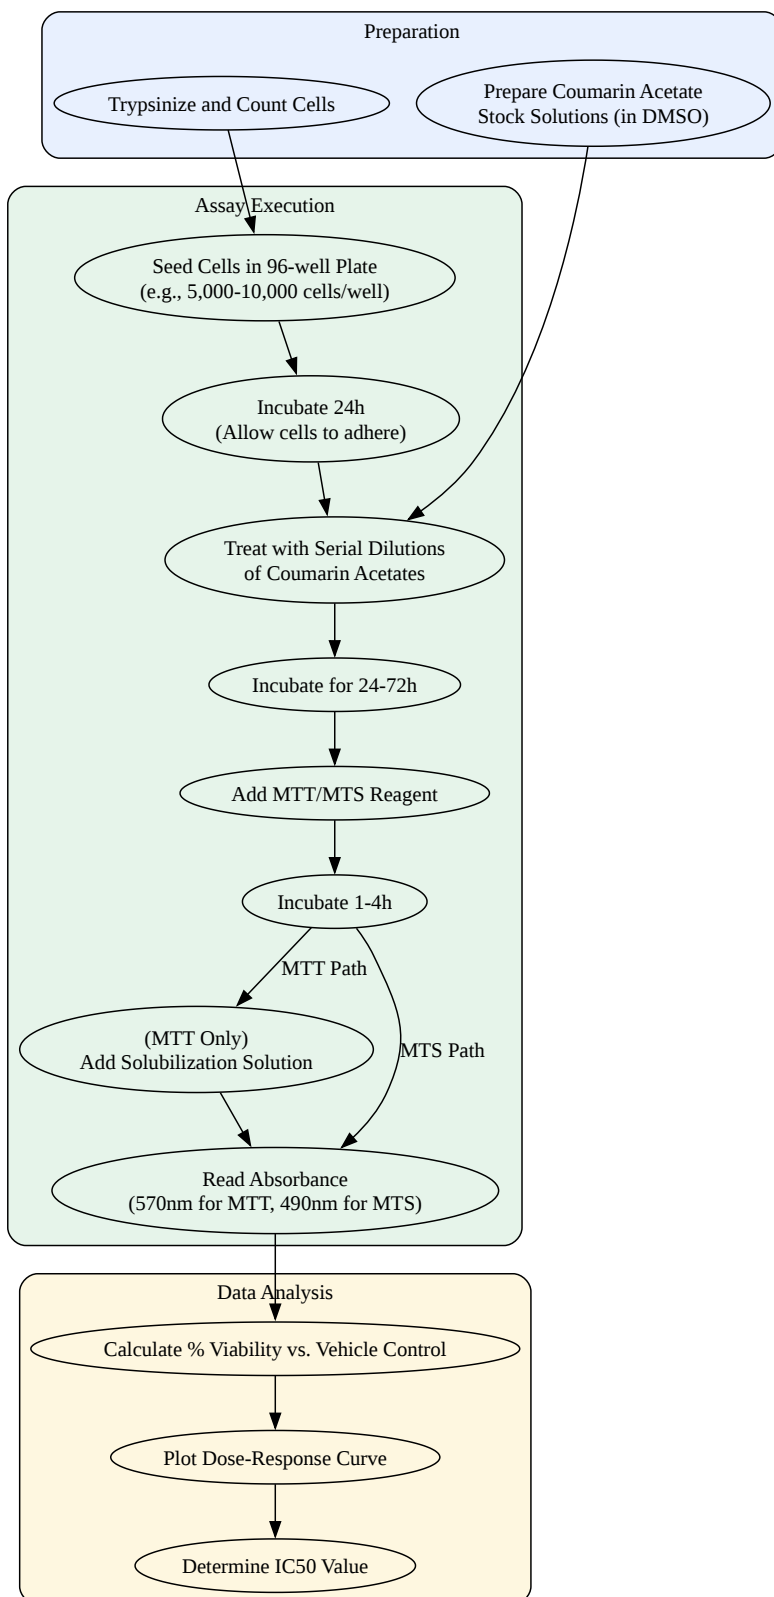 Preparation
Trypsinize and Count Cells
Prepare Coumarin Acetate
Stock Solutions (in DMSO)
Assay Execution
Seed Cells in 96-well Plate
(e.g., 5,000-10,000 cells/well)
Incubate 24h
(Allow cells to adhere)
Treat with Serial Dilutions
of Coumarin Acetates
Incubate for 24-72h
Add MTT/MTS Reagent
Incubate 1-4h
MTT Path
(MTT Only)
Add Solubilization Solution
MTS Path
Read Absorbance
(570nm for MTT, 490nm for MTS)
Data Analysis
Calculate % Viability vs. Vehicle Control
Plot Dose-Response Curve
Determine IC50 Value